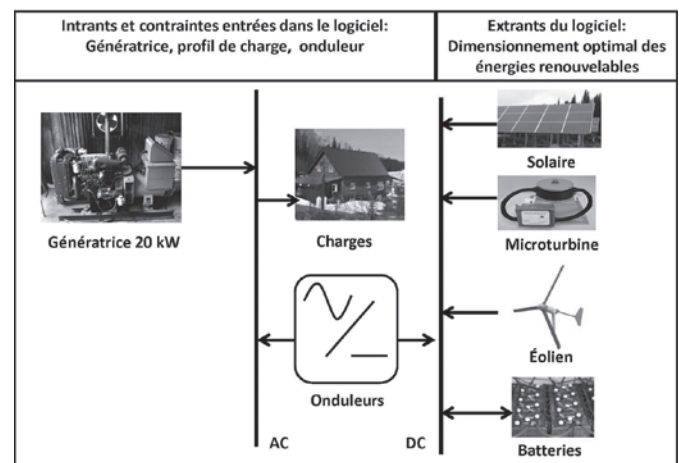 Intrants et contraintes entrées dans le logiciel:
Génératrice, profil de charge, onduleur
Extrants du logiciel:
Dimensionnement optimal des
énergies renouvelables
Génératrice 20 kW
Charges
Solaire
Microturbine
Éolien
Onduleurs
AC
DC
Batteries